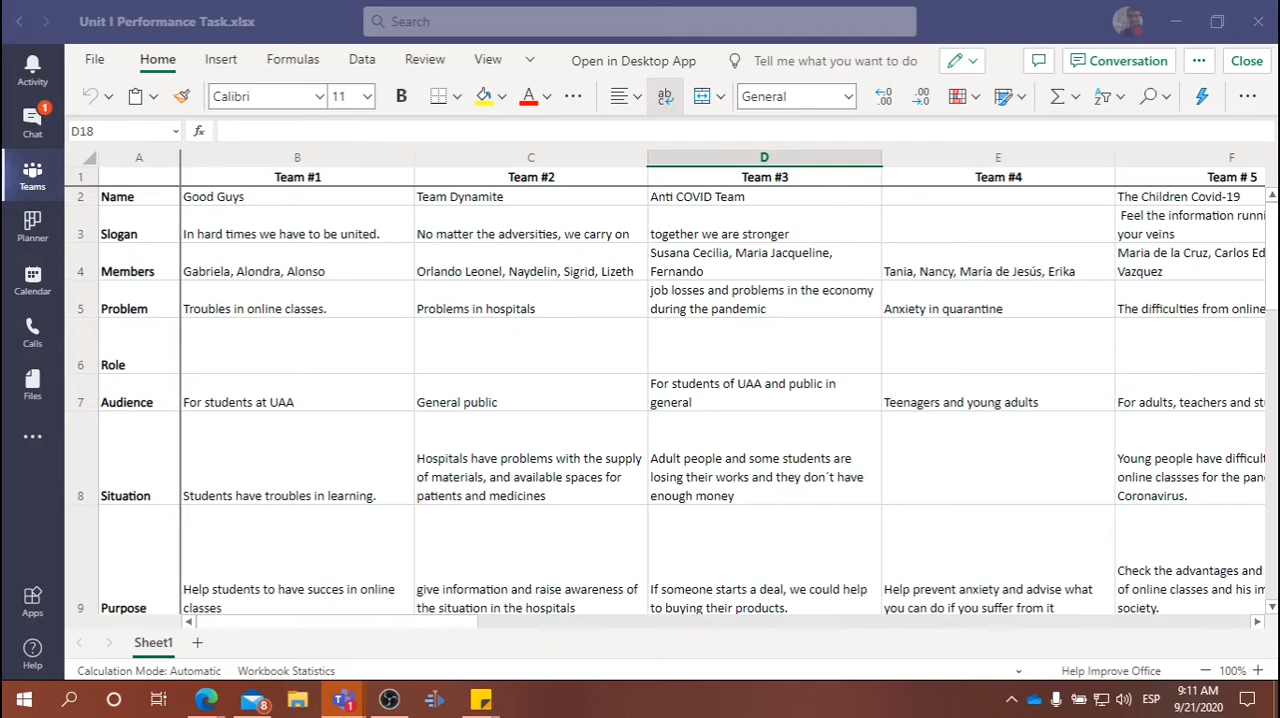 Unit I Performance Task.xlsx
Search
Activity
Chat
1
Teams
Planner
Calendar
Calls
Files
Apps
Help
File Home Insert Formulas Data Review View Open in Desktop App Tell me what you want to do Conversation Close
Calibri 11 B A General
D18 fx
A B C D E F
1 Team #1 Team #2 Team #3 Team #4 Team # 5
2 Name Good Guys Team Dynamite Anti COVID Team The Children Covid-19
3 Slogan In hard times we have to be united. No matter the adversities, we carry on together we are stronger Feel the information runni
your veins
4 Members Gabriela, Alondra, Alonso Orlando Leonel, Naydelin, Sigrid, Lizeth Susana Cecilia, Maria Jacqueline,
Fernando Tania, Nancy, María de Jesús, Erika Maria de la Cruz, Carlos Ed
Vazquez
5 Problem Troubles in online classes. Problems in hospitals job losses and problems in the economy
during the pandemic Anxiety in quarantine The difficulties from online
6 Role
7 Audience For students at UAA General public For students of UAA and public in
general Teenagers and young adults For adults, teachers and stu
8 Situation Students have troubles in learning. Hospitals have problems with the supply
of materials, and available spaces for
patients and medicines Adult people and some students are
losing their works and they don´t have
enough money Young people have difficult
online classses for the pan
Coronavirus.
9 Purpose Help students to have succes in online
classes give information and raise awareness of
the situation in the hospitals If someone starts a deal, we could help
to buying their products. Help prevent anxiety and advise what
you can do if you suffer from it Check the advantages and
of online classes and his im
society.
Sheet1
Calculation Mode: Automatic Workbook Statistics Help Improve Office 100%
8 1 ESP 9:11 AM
9/21/2020